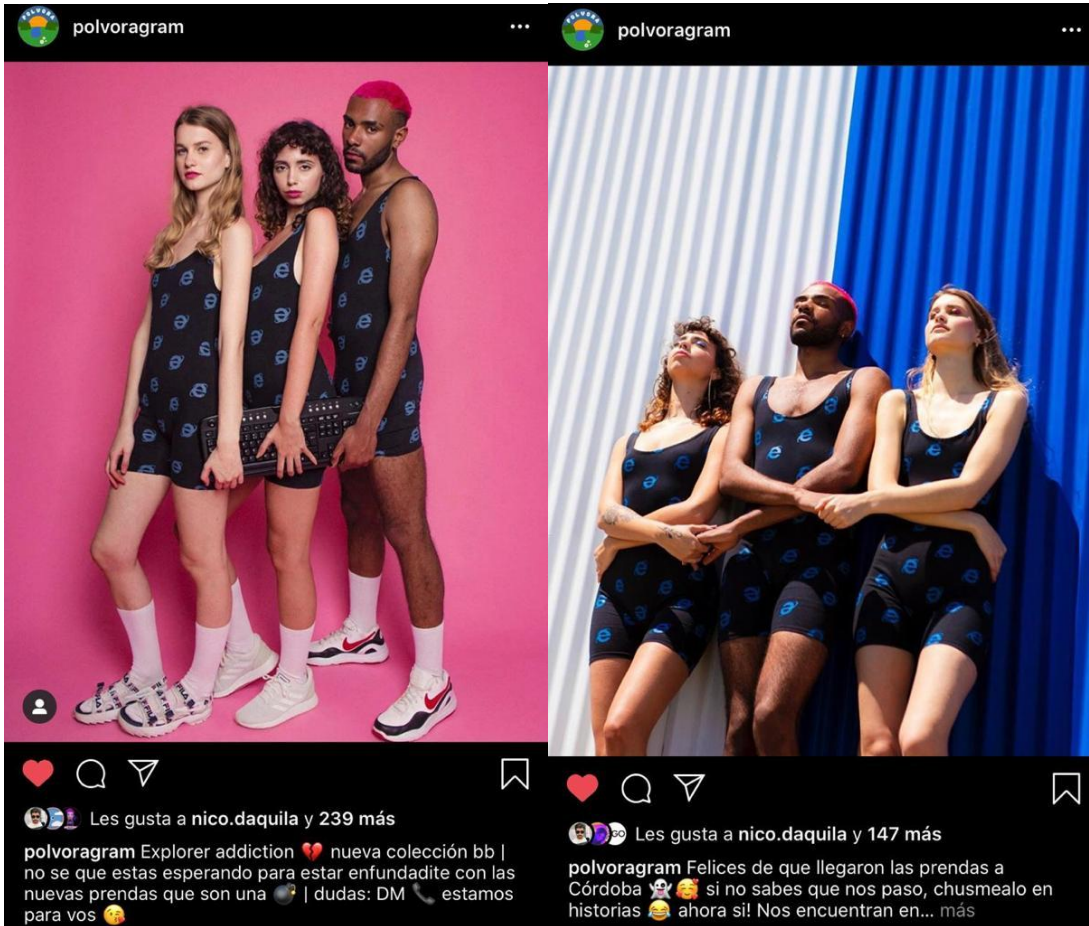 POLVORA
polvoragram
Les gusta a nico.daquila y 239 más
polvoragram Explorer addiction 💔 nueva colección bb |
no se que estas esperando para estar enfundadite con las
nuevas prendas que son una 💣 | dudas: DM 📞 estamos
para vos 😘
POLVORA
polvoragram
GO
Les gusta a nico.daquila y 147 más
polvoragram Felices de que llegaron las prendas a
Córdoba 👻🥰 si no sabes que nos paso, chusmealo en
historias 😂 ahora si! Nos encuentran en... más